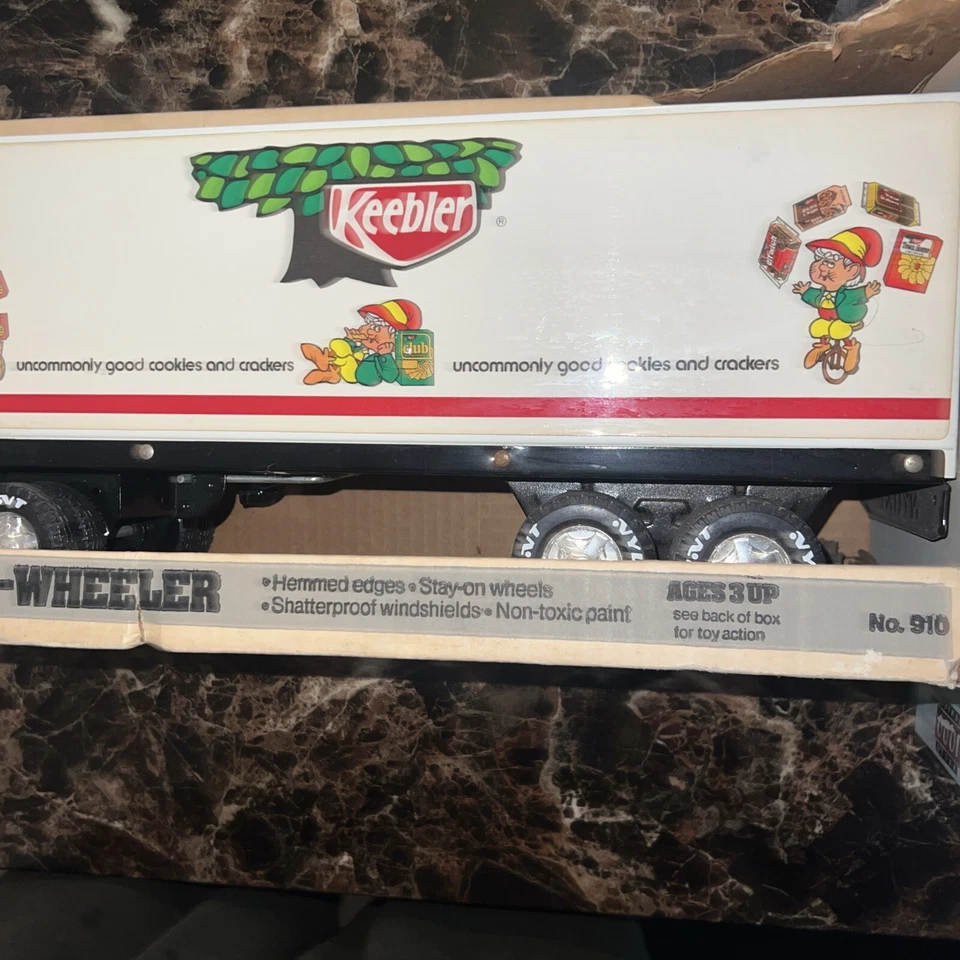 Keebler
®
club
uncommonly good cookies and crackers
uncommonly good cookies and crackers
-WHEELER
•Hemmed edges •Stay-on wheels
•Shatterproof windshields • Non-toxic paint
AGES 3 UP
see back of box
for toy action
No. 910